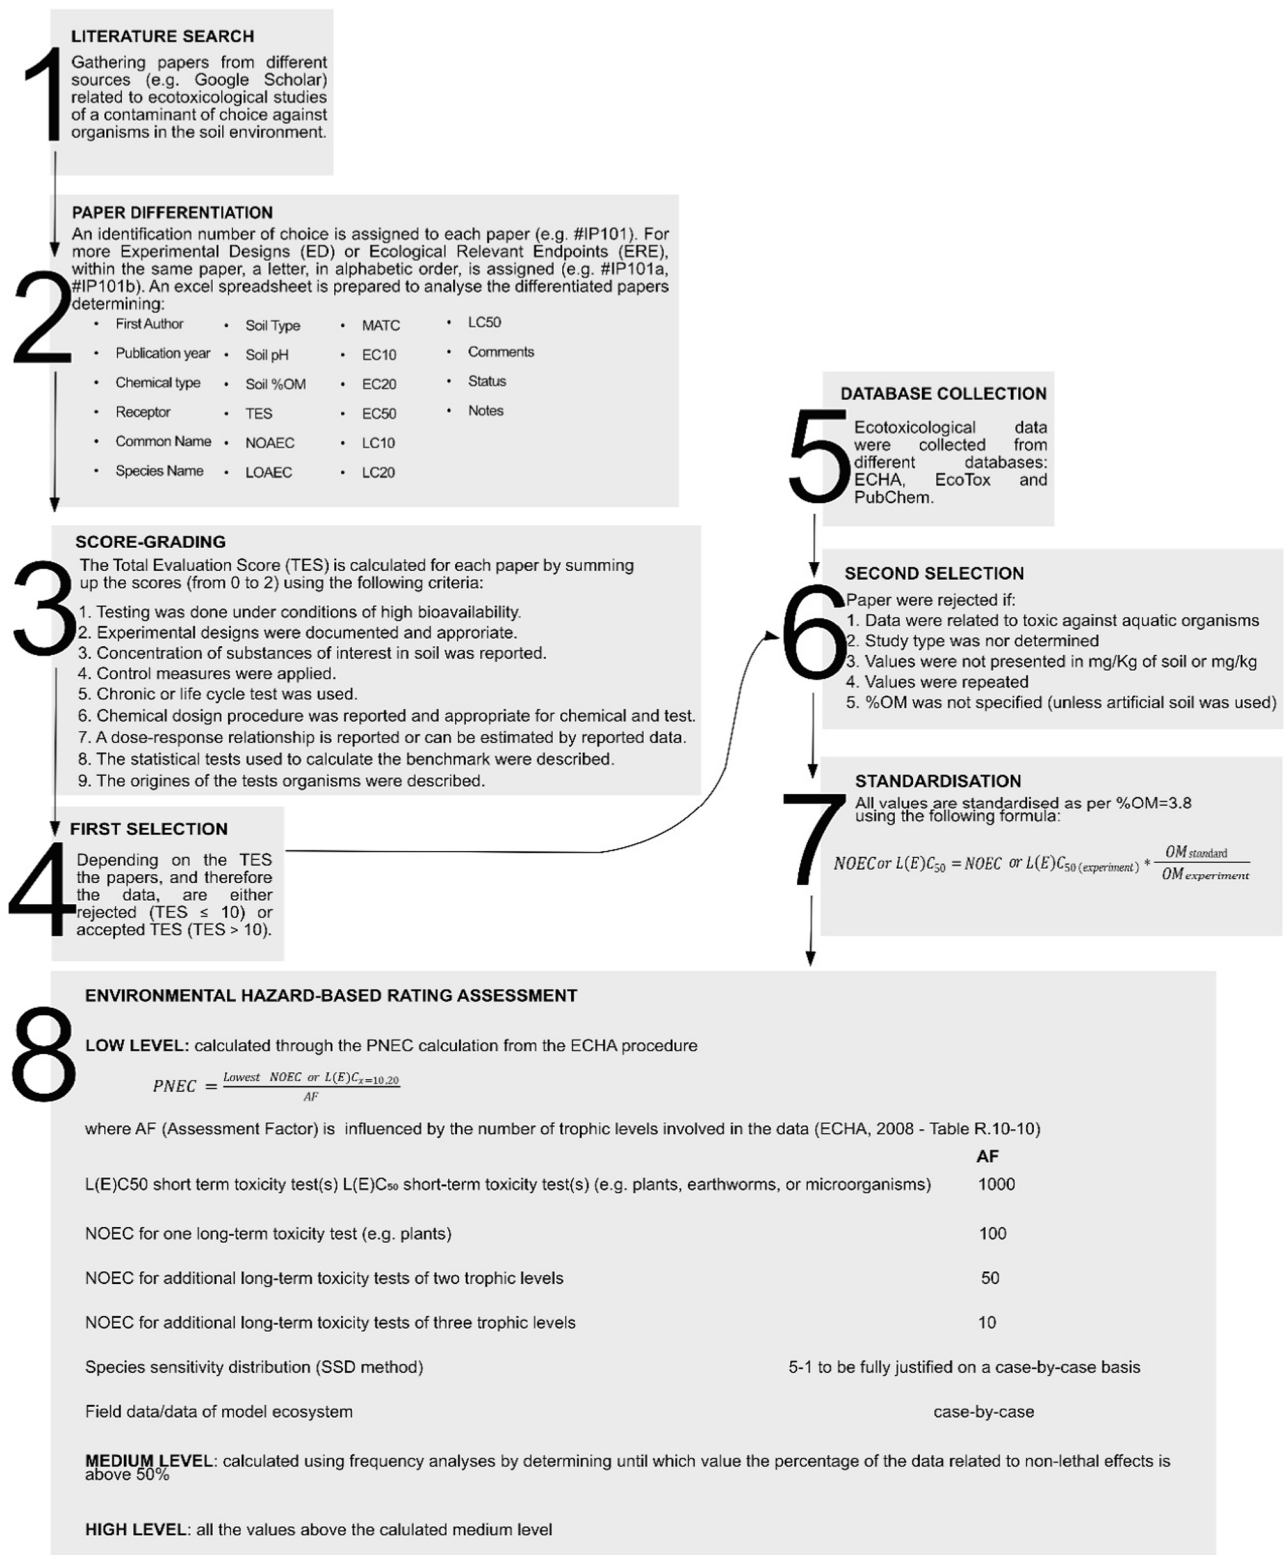 1
LITERATURE SEARCH
Gathering papers from different
sources (e.g. Google Scholar)
related to ecotoxicological studies
of a contaminant of choice against
organisms in the soil environment.
2
PAPER DIFFERENTIATION
An identification number of choice is assigned to each paper (e.g. #IP101). For
more Experimental Designs (ED) or Ecological Relevant Endpoints (ERE),
within the same paper, a letter, in alphabetic order, is assigned (e.g. #IP101a,
#IP101b). An excel spreadsheet is prepared to analyse the differentiated papers
determining:
• First Author • Soil Type • MATC • LC50
• Publication year • Soil pH • EC10 • Comments
• Chemical type • Soil %OM • EC20 • Status
• Receptor • TES • EC50 • Notes
• Common Name • NOAEC • LC10
• Species Name • LOAEC • LC20
3
SCORE-GRADING
The Total Evaluation Score (TES) is calculated for each paper by summing
up the scores (from 0 to 2) using the following criteria:
1. Testing was done under conditions of high bioavailability.
2. Experimental designs were documented and approriate.
3. Concentration of substances of interest in soil was reported.
4. Control measures were applied.
5. Chronic or life cycle test was used.
6. Chemical dosign procedure was reported and appropriate for chemical and test.
7. A dose-response relationship is reported or can be estimated by reported data.
8. The statistical tests used to calculate the benchmark were described.
9. The origines of the tests organisms were described.
4
FIRST SELECTION
Depending on the TES
the papers, and therefore
the data, are either
rejected (TES ≤ 10) or
accepted TES (TES > 10).
5
DATABASE COLLECTION
Ecotoxicological data
were collected from
different databases:
ECHA, EcoTox and
PubChem.
6
SECOND SELECTION
Paper were rejected if:
1. Data were related to toxic against aquatic organisms
2. Study type was nor determined
3. Values were not presented in mg/Kg of soil or mg/kg
4. Values were repeated
5. %OM was not specified (unless artificial soil was used)
7
STANDARDISATION
All values are standardised as per %OM=3.8
using the following formula:
NOEC or L(E)C50 = NOEC or L(E)C50 (experiment) * OM standard / OM experiment
8
ENVIRONMENTAL HAZARD-BASED RATING ASSESSMENT
LOW LEVEL: calculated through the PNEC calculation from the ECHA procedure
PNEC = Lowest NOEC or L(E)Cx=10,20 / AF
where AF (Assessment Factor) is influenced by the number of trophic levels involved in the data (ECHA, 2008 - Table R.10-10)
AF
L(E)C50 short term toxicity test(s) L(E)C₅₀ short-term toxicity test(s) (e.g. plants, earthworms, or microorganisms) 1000
NOEC for one long-term toxicity test (e.g. plants) 100
NOEC for additional long-term toxicity tests of two trophic levels 50
NOEC for additional long-term toxicity tests of three trophic levels 10
Species sensitivity distribution (SSD method) 5-1 to be fully justified on a case-by-case basis
Field data/data of model ecosystem case-by-case
MEDIUM LEVEL: calculated using frequency analyses by determining until which value the percentage of the data related to non-lethal effects is
above 50%
HIGH LEVEL: all the values above the calulated medium level